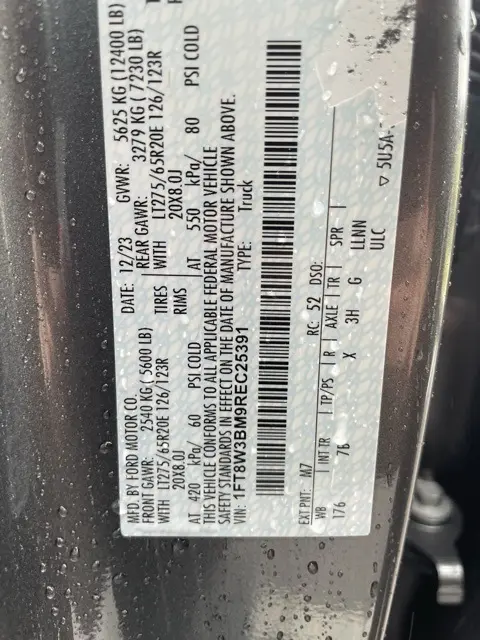 MFD. BY FORD MOTOR CO.
DATE: 12/23 GVWR: 5625 KG (12400 LB)
FRONT GAWR: 2540 KG (5600 LB)
REAR GAWR: 3279 KG (7230 LB)
WITH LT275/65R20E 126/123R TIRES
WITH LT275/65R20E 126/123R
20X8.0J RIMS 20X8.0J
AT 420 kPa/ 60 PSI COLD
AT 550 kPa/ 80 PSI COLD
THIS VEHICLE CONFORMS TO ALL APPLICABLE FEDERAL MOTOR VEHICLE
SAFETY STANDARDS IN EFFECT ON THE DATE OF MANUFACTURE SHOWN ABOVE.
VIN: 1FT8W3BM9REC25391 TYPE: Truck
EXT PNT: M7 RC: 52 DSO:
WB INT TR TP/PS R AXLE TR SPR
176 X 3H G LLNN
ULC
▽ 5U5A-